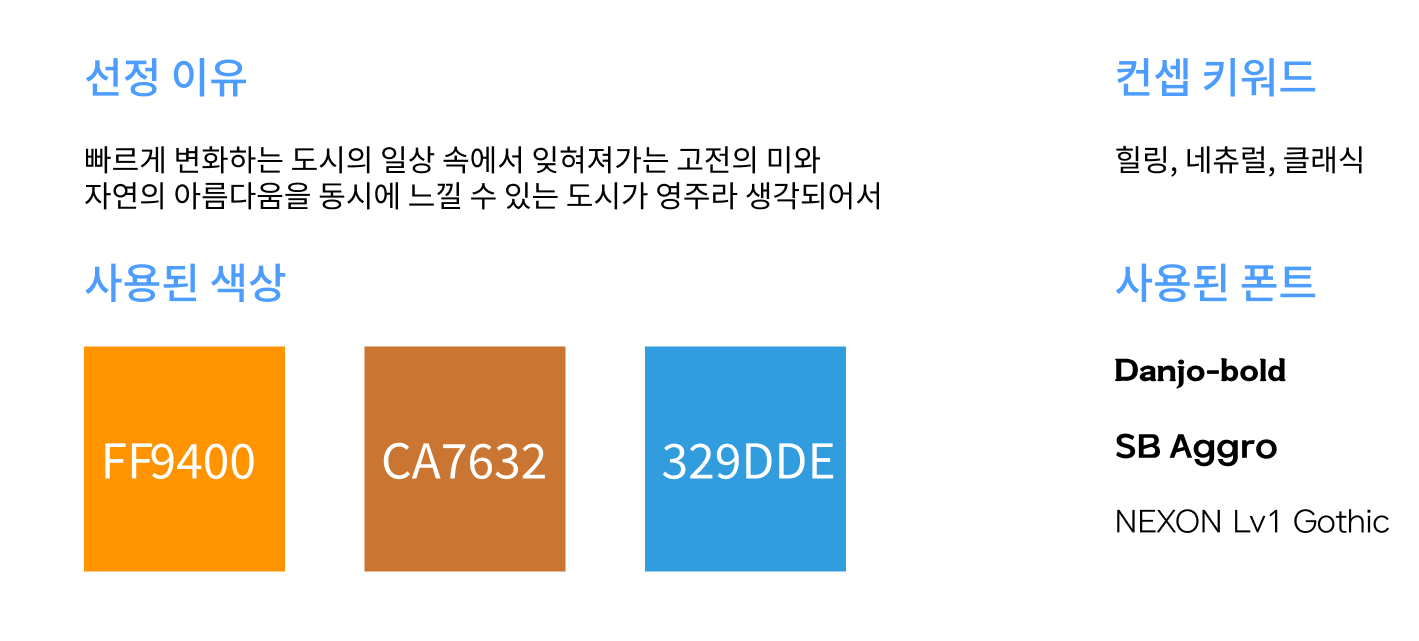 선정 이유
빠르게 변화하는 도시의 일상 속에서 잊혀져가는 고전의 미와
자연의 아름다움을 동시에 느낄 수 있는 도시가 영주라 생각되어서
컨셉 키워드
힐링, 네츄럴, 클래식
사용된 색상
FF9400
CA7632
329DDE
사용된 폰트
Danjo-bold
SB Aggro
NEXON Lv1 Gothic